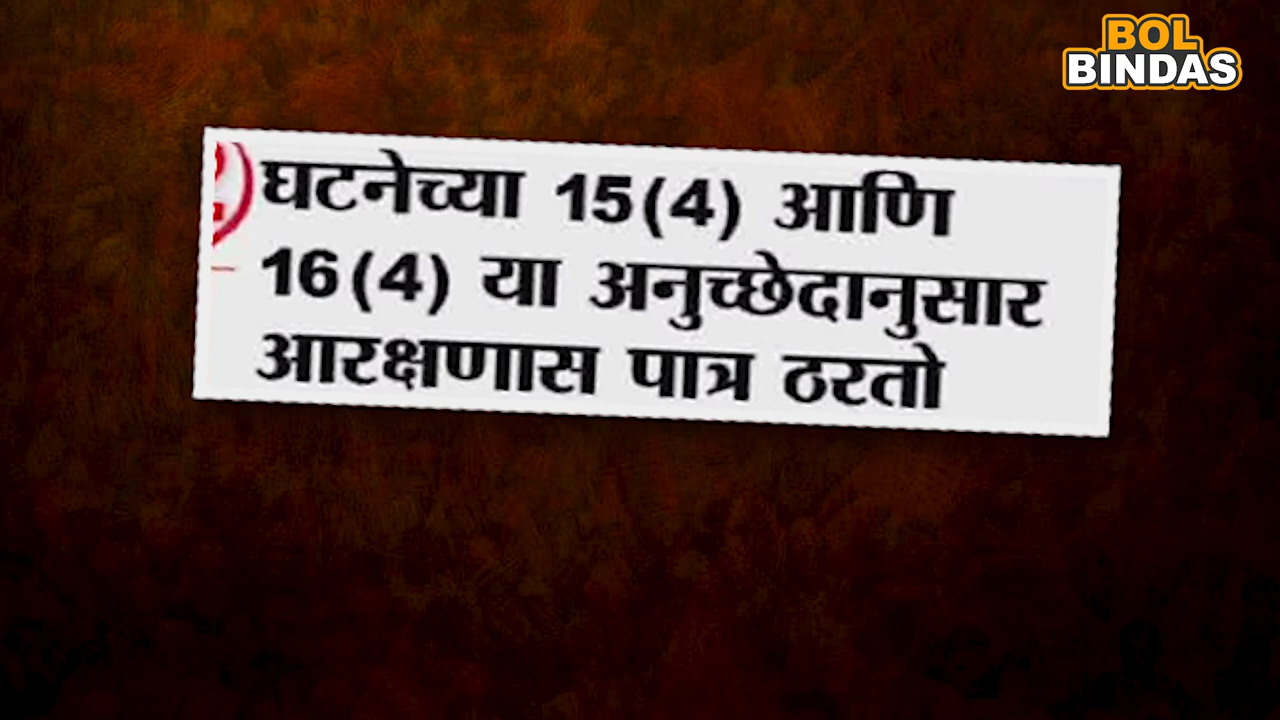 BOL
BINDAS
घटनेच्या 15(4) आणि
16(4) या अनुच्छेदानुसार
आरक्षणास पात्र ठरतो